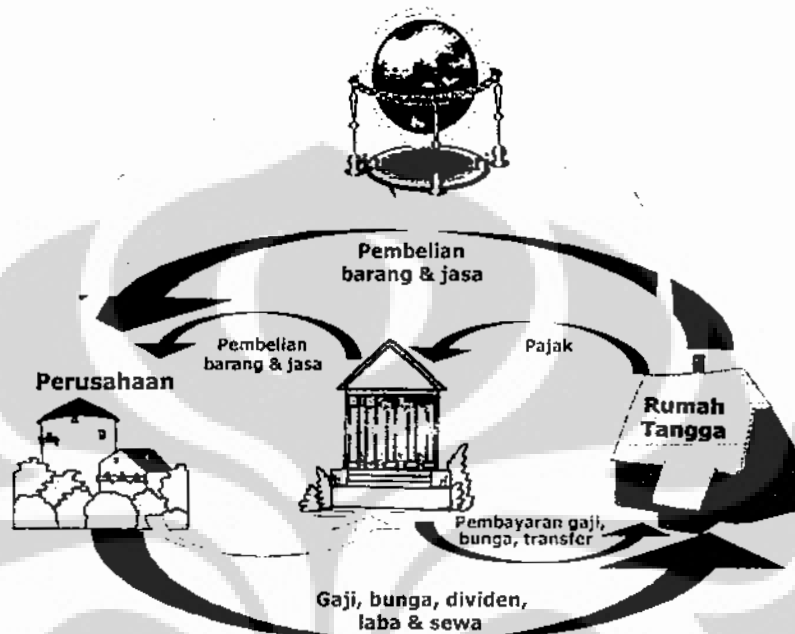 Pembelian
barang & jasa
Pembelian
barang & jasa
Pajak
Perusahaan
Rumah
Tangga
Pembayaran gaji,
bunga, transfer
Gaji, bunga, dividen,
laba & sewa